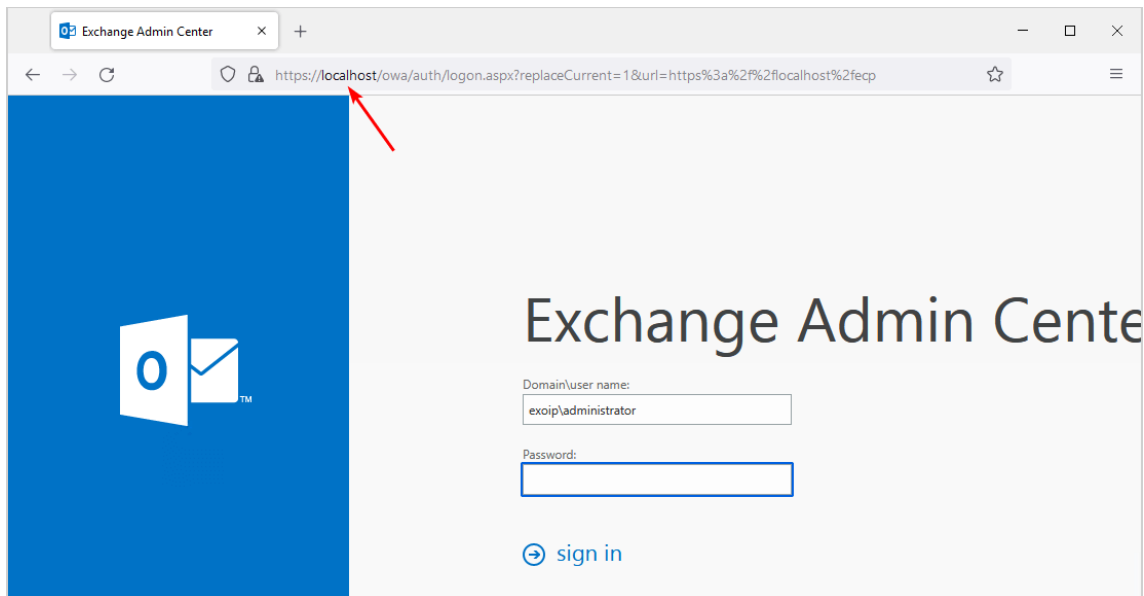 Exchange Admin Center
https://localhost/owa/auth/logon.aspx?replaceCurrent=1&url=https%3a%2f%2flocalhost%2fecp
Exchange Admin Cente
Domain\user name:
exoip\administrator
Password:
sign in
O
TM